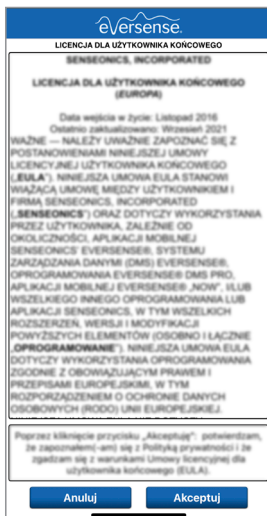 eversense.
LICENCJA DLA UŻYTKOWNIKA KOŃCOWEGO
SENSEONICS, INCORPORATED
LICENCJA DLA UŻYTKOWNIKA KOŃCOWEGO
(EUROPA)
Data wejścia w życie: Listopad 2016
Ostatnio zaktualizowano: Wrzesień 2021
WAŻNE — NALEŻY UWAŻNIE ZAPOZNAĆ SIĘ Z
POSTANOWIENIAMI NINIEJSZEJ UMOWY
LICENCYJNEJ UŻYTKOWNIKA KOŃCOWEGO
(„EULA”). NINIEJSZA UMOWA EULA STANOWI
WIĄŻĄCĄ UMOWĘ MIĘDZY UŻYTKOWNIKIEM I
FIRMĄ SENSEONICS, INCORPORATED
(„SENSEONICS”) ORAZ DOTYCZY WYKORZYSTANIA
PRZEZ UŻYTKOWNIKA, ZALEŻNIE OD
OKOLICZNOŚCI, APLIKACJI MOBILNEJ
SENSEONICS' EVERSENSE®, SYSTEMU
ZARZĄDZANIA DANYMI (DMS) EVERSENSE®,
OPROGRAMOWANIA EVERSENSE® DMS PRO,
APLIKACJI MOBILNEJ EVERSENSE® „NOW”, I/LUB
WSZELKIEGO INNEGO OPROGRAMOWANIA LUB
APLIKACJI SENSEONICS, W TYM WSZELKICH
ROZSZERZEŃ, WERSJI I MODYFIKACJI
POWYŻSZYCH ELEMENTÓW (OSOBNO I ŁĄCZNIE
„OPROGRAMOWANIE”). NINIEJSZA UMOWA EULA
DOTYCZY WYKORZYSTANIA OPROGRAMOWANIA
ZGODNIE Z OBOWIĄZUJĄCYM PRAWEM I
PRZEPISAMI EUROPEJSKIMI, W TYM
ROZPORZĄDZENIEM O OCHRONIE DANYCH
OSOBOWYCH (RODO) UNII EUROPEJSKIEJ.
Poprzez kliknięcie przycisku „Akceptuję”: potwierdzam,
że zapoznałem(-am) się z Polityką prywatności i że
zgadzam się z warunkami Umowy licencyjnej dla
użytkownika końcowego (EULA).
Anuluj
Akceptuj